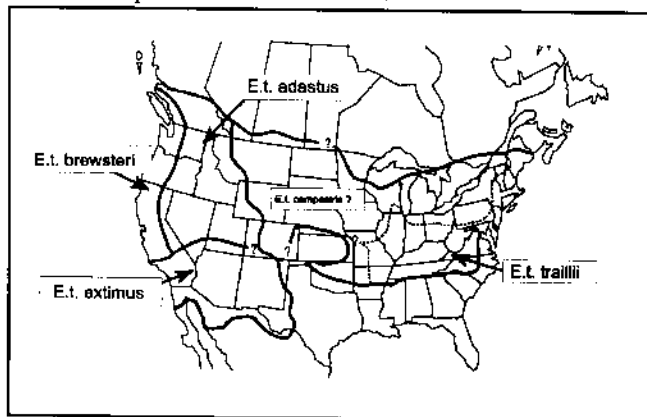 E.t. adastus
?
E.t. brewsteri
E.t. campestris ?
?
?
?
E.t. traillii
E.t. extimus